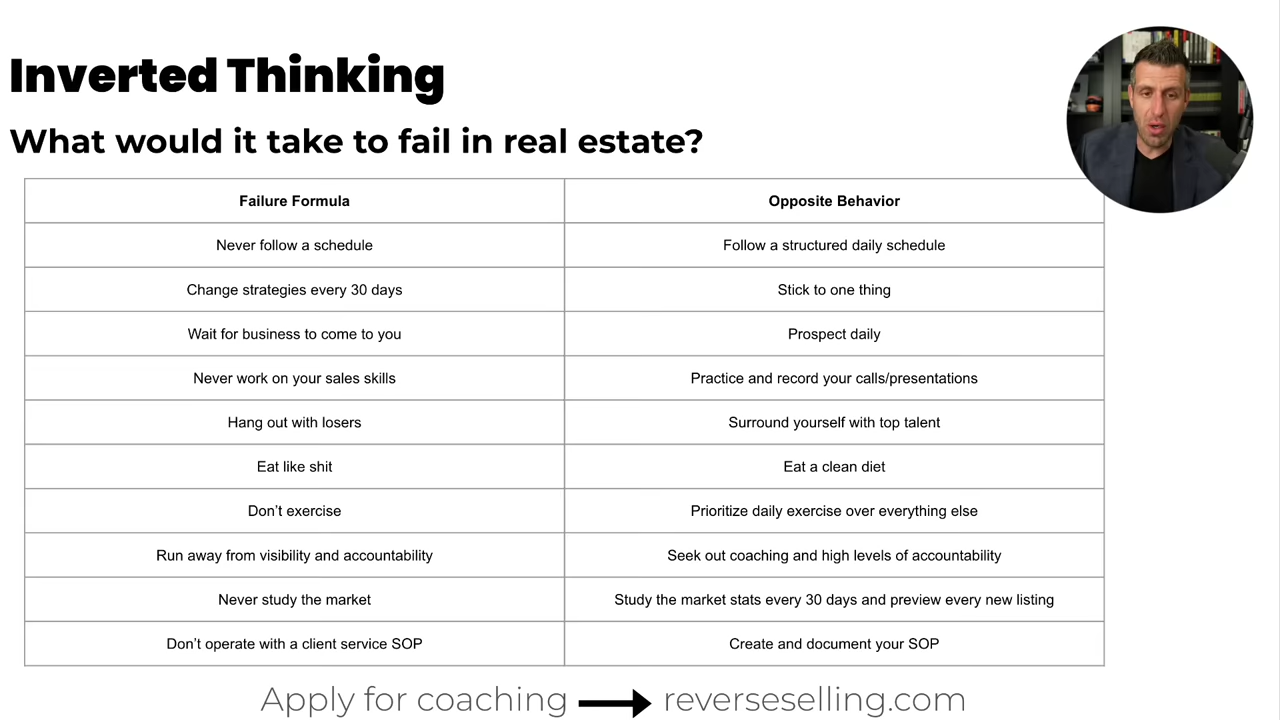 Inverted Thinking
What would it take to fail in real estate?
Failure Formula
Opposite Behavior
Never follow a schedule
Follow a structured daily schedule
Change strategies every 30 days
Stick to one thing
Wait for business to come to you
Prospect daily
Never work on your sales skills
Practice and record your calls/presentations
Hang out with losers
Surround yourself with top talent
Eat like shit
Eat a clean diet
Don’t exercise
Prioritize daily exercise over everything else
Run away from visibility and accountability
Seek out coaching and high levels of accountability
Never study the market
Study the market stats every 30 days and preview every new listing
Don’t operate with a client service SOP
Create and document your SOP
Apply for coaching reverseselling.com